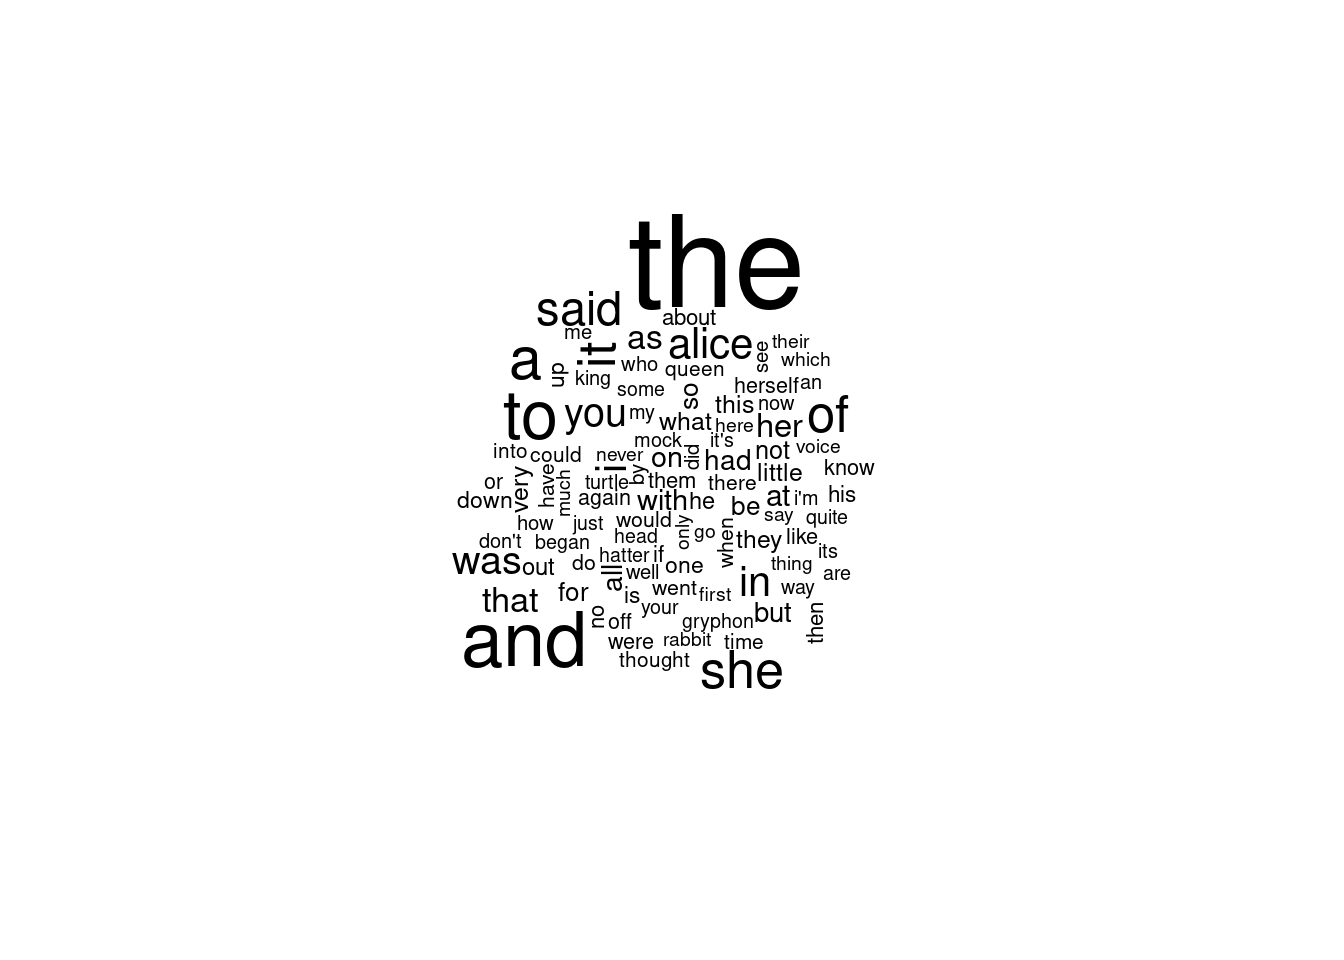 the
said
about
me
it
as
alice
see
their
a
up
who
which
king
queen
some
so
herself
an
to
you
my
this
now
of
what
here
her
mock
it's
into
could
never
i
on
did
had
not
voice
or
very
have
much
turtle
by
them
there
little
know
down
again
with
he
be
at
i'm
his
how
just
would
only
go
when
say
quite
don't
began
head
they
like
its
was
out
do
hatter
if
all
well
one
in
thing
are
that
for
is
went
first
way
no
off
your
gryphon
but
then
and
were
rabbit
time
thought
she